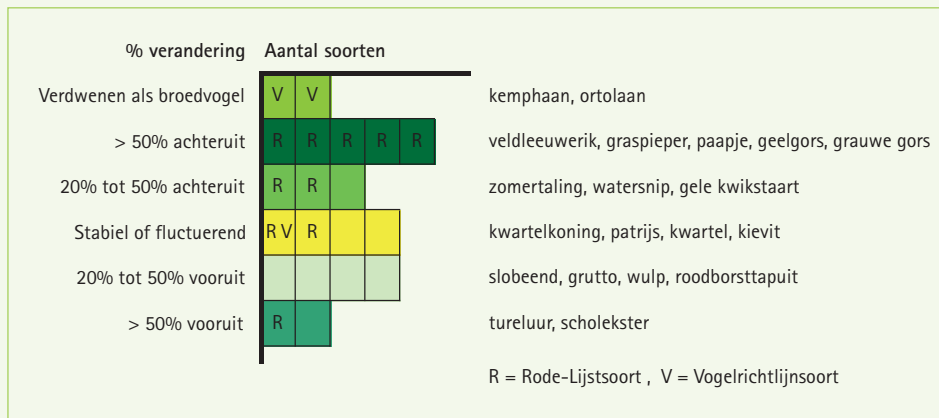 % verandering Aantal soorten
Verdwenen als broedvogel V V kemphaan, ortolaan
> 50% achteruit R R R R R veldleeuwerik, graspieper, paapje, geelgors, grauwe gors
20% tot 50% achteruit R R zomertaling, watersnip, gele kwikstaart
Stabiel of fluctuerend R V R kwartelkoning, patrijs, kwartel, kievit
20% tot 50% vooruit slobeend, grutto, wulp, roodborsttapuit
> 50% vooruit R tureluur, scholekster
R = Rode-Lijstsoort , V = Vogelrichtlijnsoort